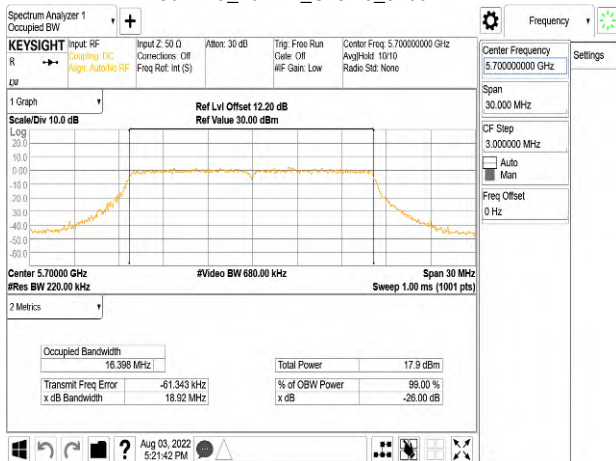 Spectrum Analyzer 1
Occupied BW
Frequency
KEYSIGHT
R
Input: RF
Coupling: DC
Align: Auto/No RF
Input Z: 50 Ω
Corrections: Off
Freq Ref: Int (S)
Atten: 30 dB
Trig: Free Run
Gate: Off
#IF Gain: Low
Center Freq: 5.700000000 GHz
Avg|Hold: 10/10
Radio Std: None
Center Frequency
5.700000000 GHz
Settings
Span
30.000 MHz
CF Step
3.000000 MHz
Auto
Man
Freq Offset
0 Hz
1 Graph
Scale/Div 10.0 dB
Ref Lvl Offset 12.20 dB
Ref Value 30.00 dBm
Log
20.0
10.0
0.00
-10.0
-20.0
-30.0
-40.0
-50.0
-60.0
Center 5.70000 GHz
#Video BW 680.00 kHz
Span 30 MHz
#Res BW 220.00 kHz
Sweep 1.00 ms (1001 pts)
2 Metrics
Occupied Bandwidth
16.398 MHz
Total Power
17.9 dBm
Transmit Freq Error
-61.343 kHz
% of OBW Power
99.00 %
x dB Bandwidth
18.92 MHz
x dB
-26.00 dB
Aug 03, 2022
5:21:42 PM